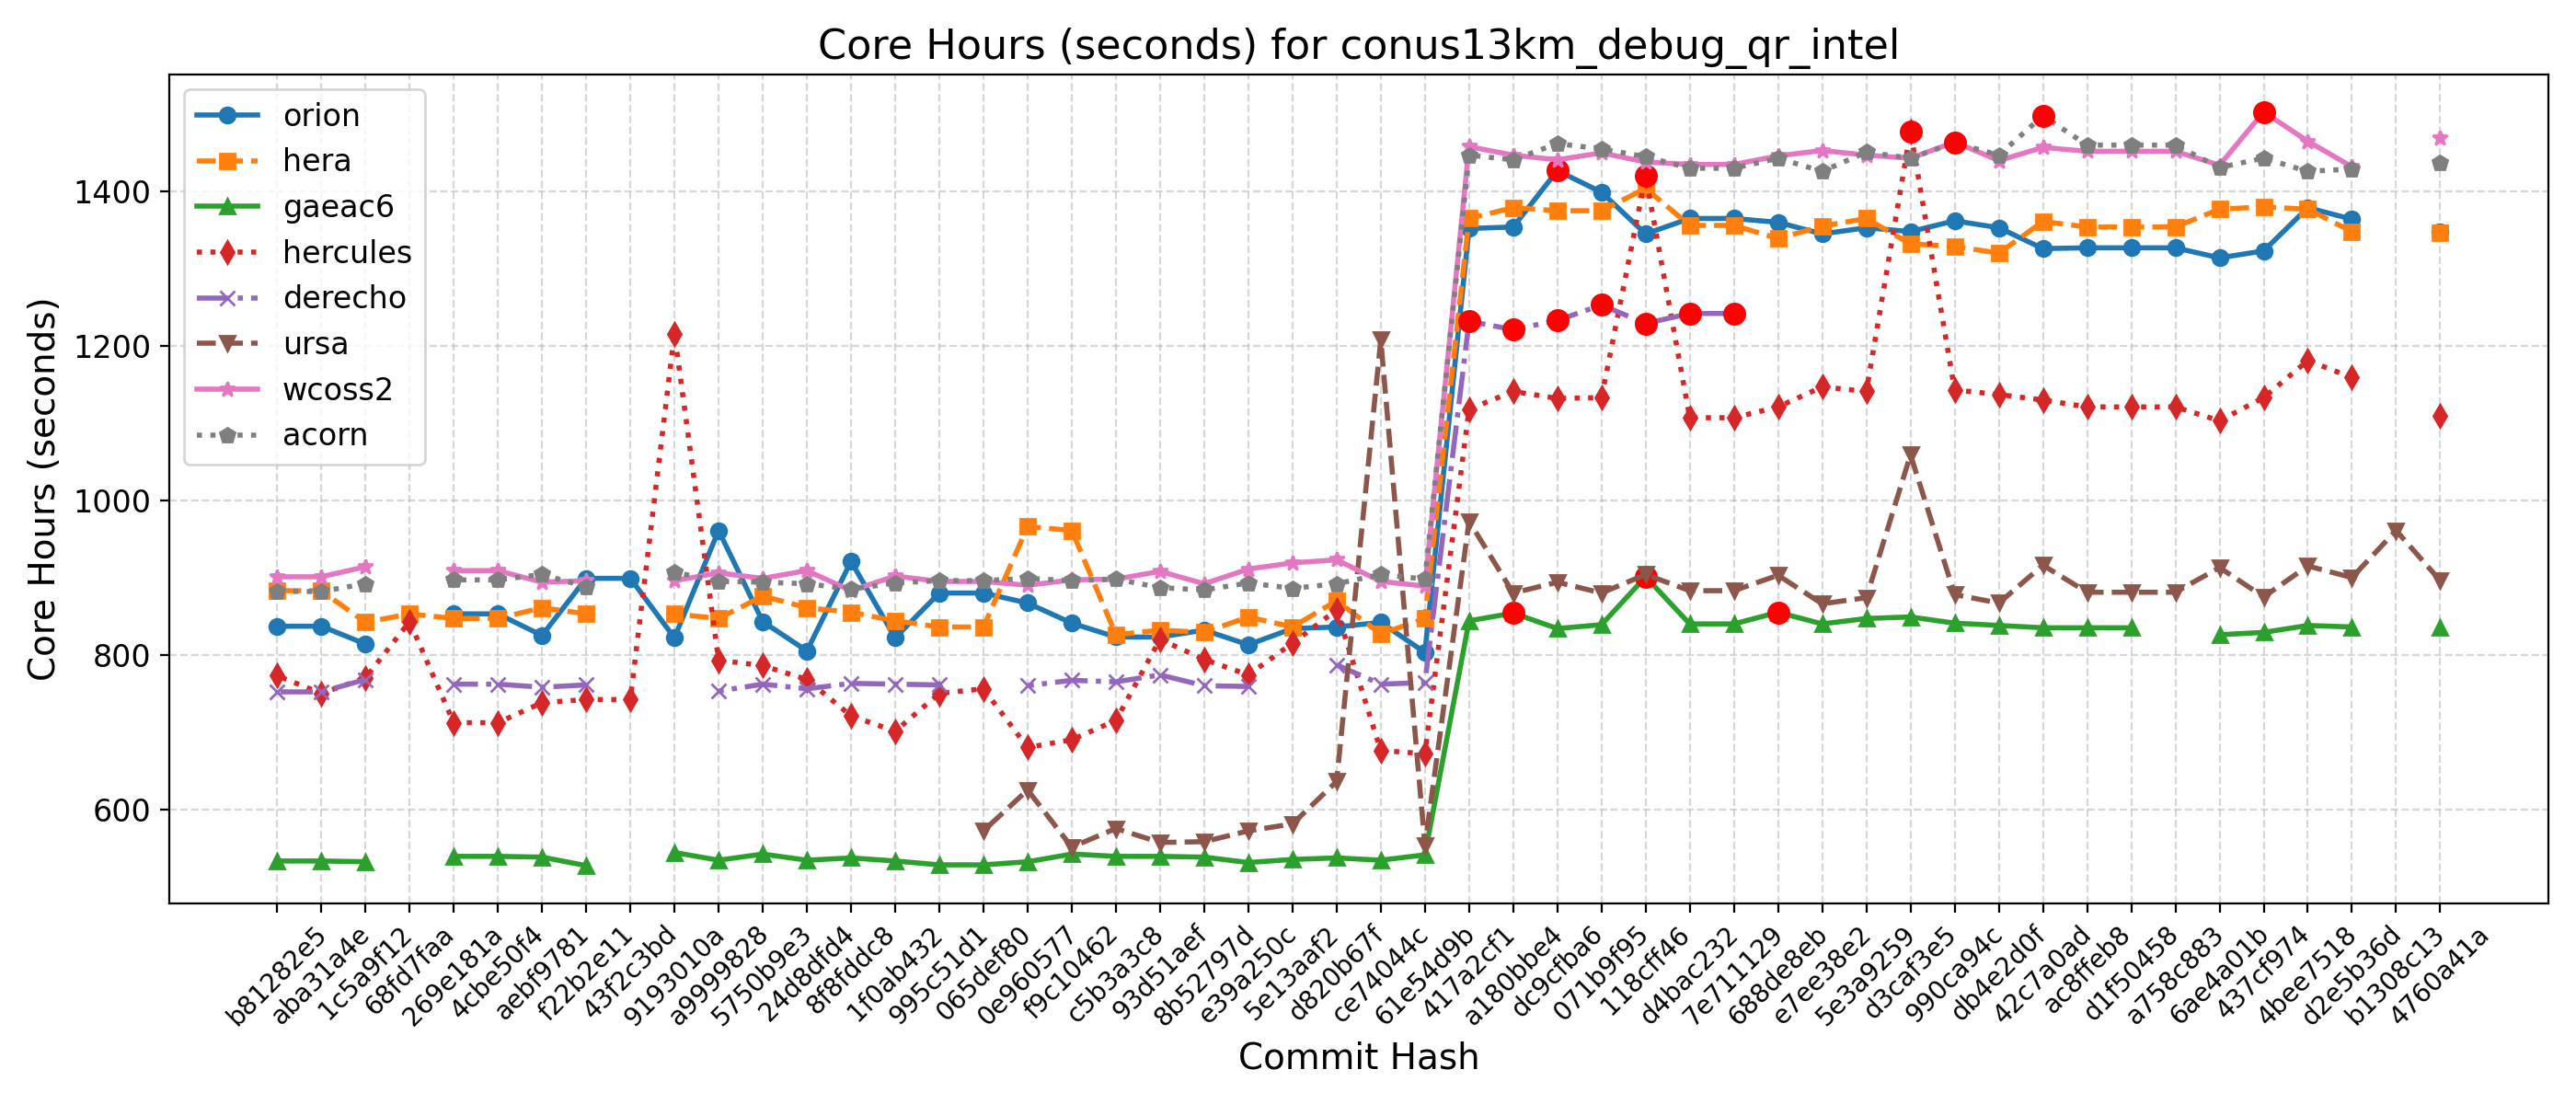 Core Hours (seconds) for conus13km_debug_qr_intel
orion
hera
gaeac6
hercules
derecho
ursa
wcoss2
acorn
Core Hours (seconds)
1400
1200
1000
800
600
b81282e5
aba31a4e
1c5a9f12
68fd7faa
269e181a
4cbe50f4
aebf9781
f22b2e11
43f2c3bd
9193010a
a9999828
5750b9e3
24d8dfd4
8f8fddc8
1f0ab432
995c51d1
065def80
0e960577
f9c10462
c5b3a3c8
93d51aef
8b52797d
e39a250c
5e13aaf2
d820b67f
ce74044c
61e54d9b
417a2cf1
a180bbe4
dc9cfba6
071b9f95
118cff46
d4bac232
7e711129
688de8eb
e7ee38e2
5e3a9259
d3caf3e5
990ca94c
db4e2d0f
42c7a0ad
ac8ffeb8
d1f50458
a758c883
6ae4a01b
437cf974
4bee7518
d2e5b36d
b1308c13
4760a41a
Commit Hash